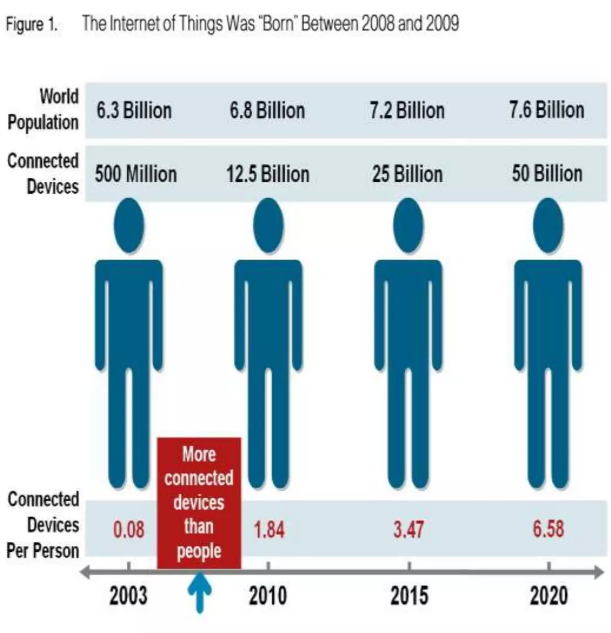 Figure 1. The Internet of Things Was “Born” Between 2008 and 2009
World
Population
6.3 Billion 6.8 Billion 7.2 Billion 7.6 Billion
Connected
Devices
500 Million 12.5 Billion 25 Billion 50 Billion
More
connected
devices
than
people
Connected
Devices
Per Person
0.08 1.84 3.47 6.58
2003 2010 2015 2020